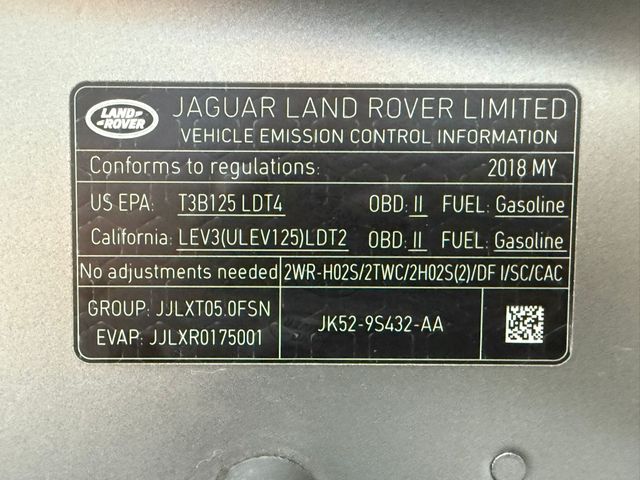 LAND ROVER
JAGUAR LAND ROVER LIMITED
VEHICLE EMISSION CONTROL INFORMATION
Conforms to regulations: 2018 MY
US EPA: T3B125 LDT4 OBD: II FUEL: Gasoline
California: LEV3(ULEV125)LDT2 OBD: II FUEL: Gasoline
No adjustments needed 2WR-HO2S/2TWC/2HO2S(2)/DF I/SC/CAC
GROUP: JJLXT05.0FSN
EVAP: JJLXR0175001
JK52-9S432-AA